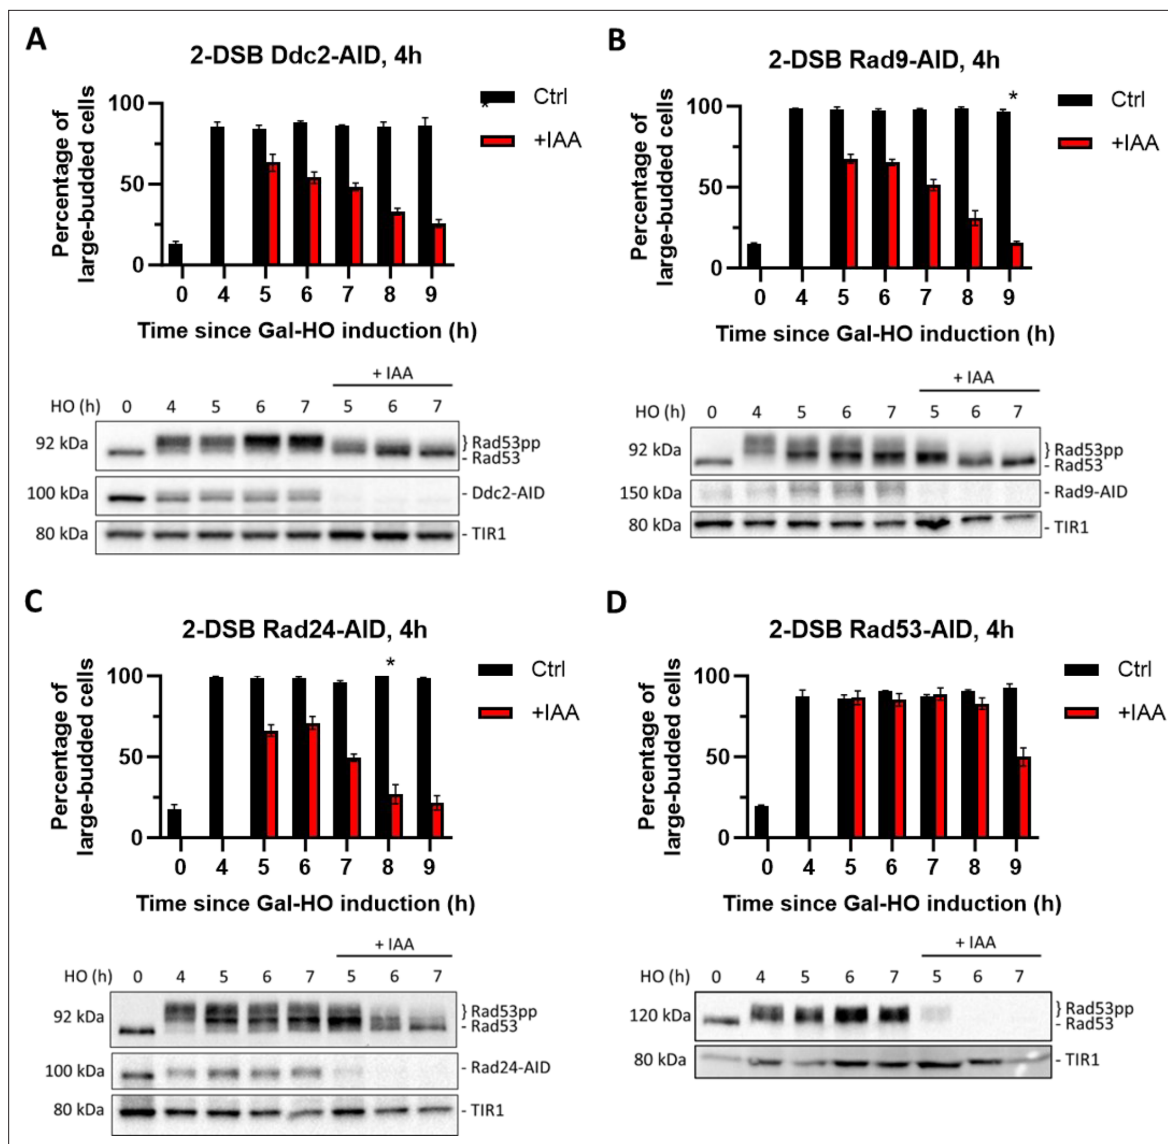 A
2-DSB Ddc2-AID, 4h
Percentage of
large-budded cells
100
50
0
*
Ctrl
+IAA
0 4 5 6 7 8 9
Time since Gal-HO induction (h)
+ IAA
HO (h) 0 4 5 6 7 5 6 7
92 kDa } Rad53pp
- Rad53
100 kDa - Ddc2-AID
80 kDa - TIR1
B
2-DSB Rad9-AID, 4h
Percentage of
large-budded cells
100
50
0
*
Ctrl
+IAA
0 4 5 6 7 8 9
Time since Gal-HO induction (h)
+ IAA
HO (h) 0 4 5 6 7 5 6 7
92 kDa } Rad53pp
- Rad53
150 kDa - Rad9-AID
80 kDa - TIR1
C
2-DSB Rad24-AID, 4h
Percentage of
large-budded cells
100
50
0
*
Ctrl
+IAA
0 4 5 6 7 8 9
Time since Gal-HO induction (h)
+ IAA
HO (h) 0 4 5 6 7 5 6 7
92 kDa } Rad53pp
- Rad53
100 kDa - Rad24-AID
80 kDa - TIR1
D
2-DSB Rad53-AID, 4h
Percentage of
large-budded cells
100
50
0
Ctrl
+IAA
0 4 5 6 7 8 9
Time since Gal-HO induction (h)
+ IAA
HO (h) 0 4 5 6 7 5 6 7
120 kDa } Rad53pp
- Rad53
80 kDa - TIR1